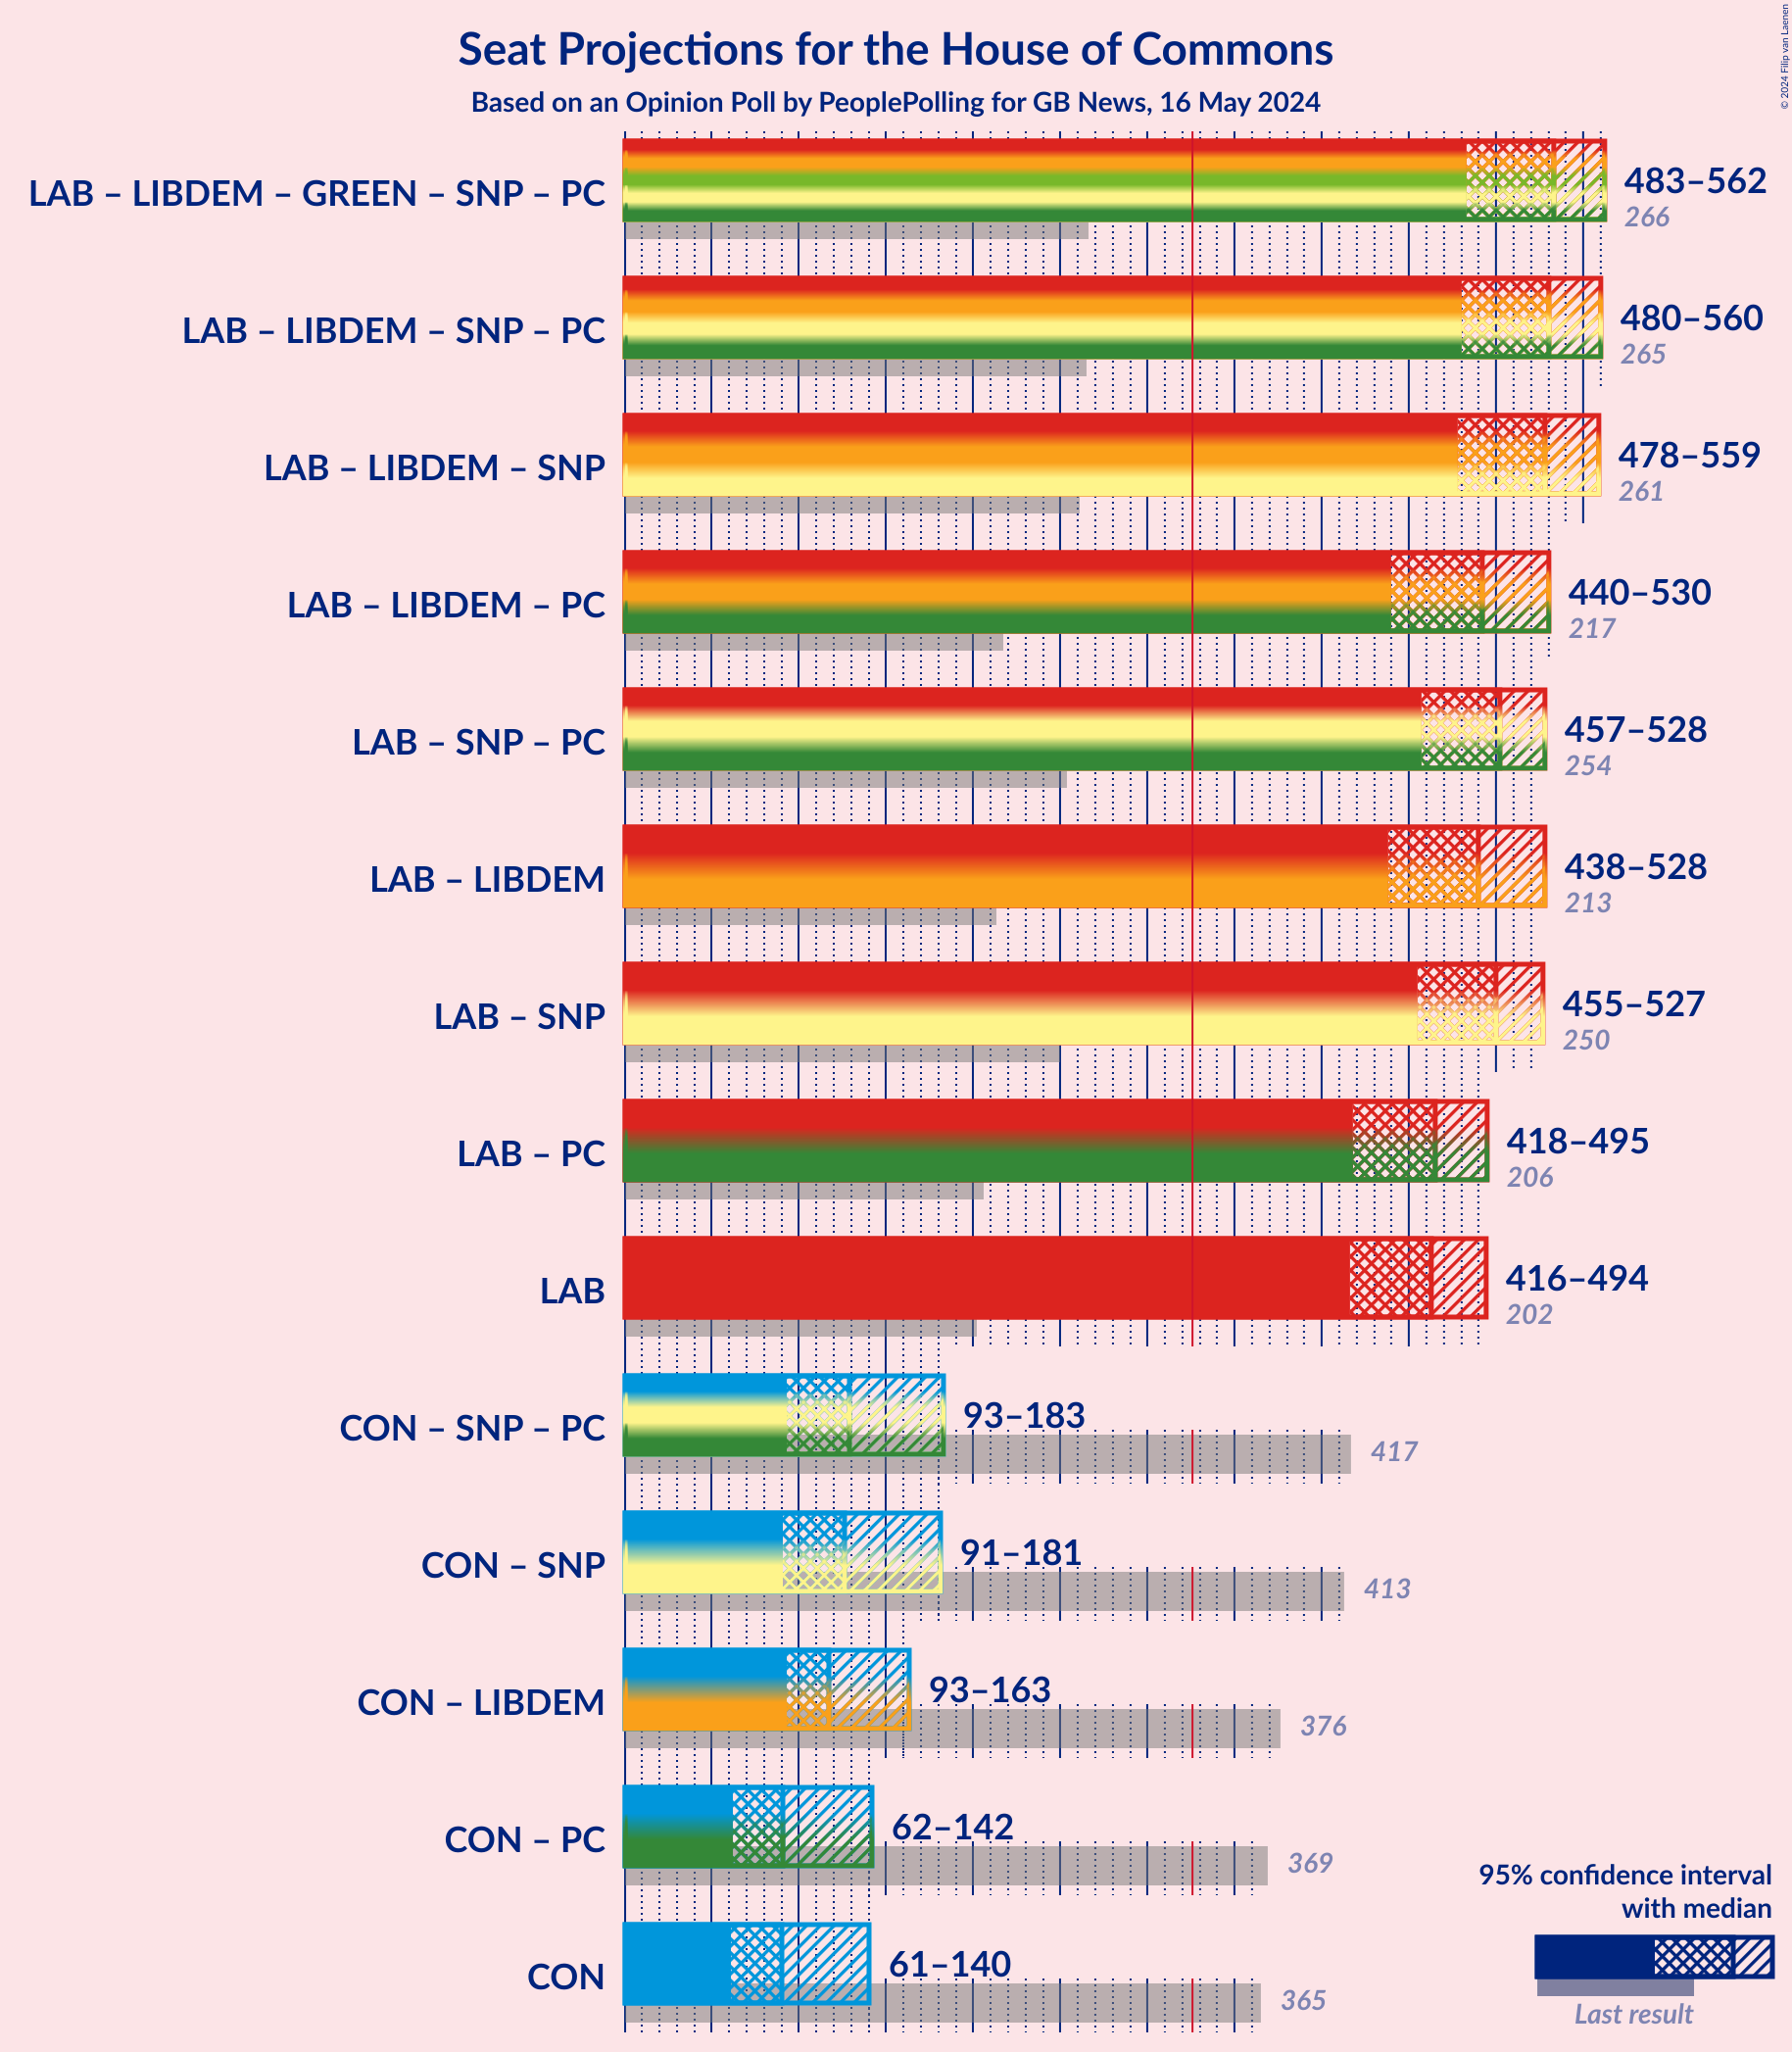 Seat Projections for the House of Commons
Based on an Opinion Poll by PeoplePolling for GB News, 16 May 2024
© 2024 Filip van Laenen
LAB – LIBDEM – GREEN – SNP – PC
483–562
266
LAB – LIBDEM – SNP – PC
480–560
265
LAB – LIBDEM – SNP
478–559
261
LAB – LIBDEM – PC
440–530
217
LAB – SNP – PC
457–528
254
LAB – LIBDEM
438–528
213
LAB – SNP
455–527
250
LAB – PC
418–495
206
LAB
416–494
202
CON – SNP – PC
93–183
417
CON – SNP
91–181
413
CON – LIBDEM
93–163
376
CON – PC
62–142
369
CON
61–140
365
95% confidence interval
with median
Last result